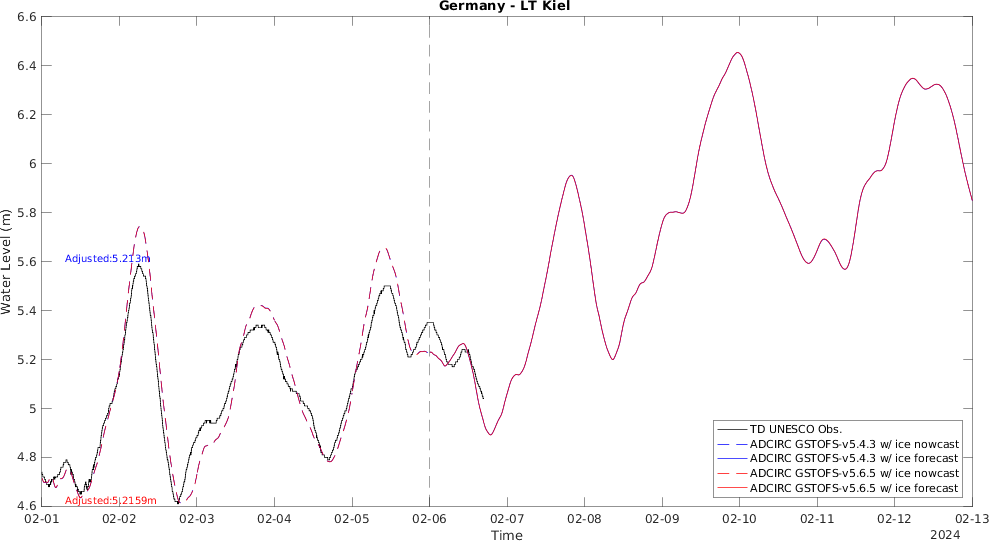 Germany - LT Kiel
6.6
6.4
6.2
6
5.8
5.6
5.4
5.2
5
4.8
4.6
Water Level (m)
Adjusted:5.213m
Adjusted:5.2159m
TD UNESCO Obs.
ADCIRC GSTOFS-v5.4.3 w/ ice nowcast
ADCIRC GSTOFS-v5.4.3 w/ ice forecast
ADCIRC GSTOFS-v5.6.5 w/ ice nowcast
ADCIRC GSTOFS-v5.6.5 w/ ice forecast
02-01 02-02 02-03 02-04 02-05 02-06 02-07 02-08 02-09 02-10 02-11 02-12 02-13
Time
2024